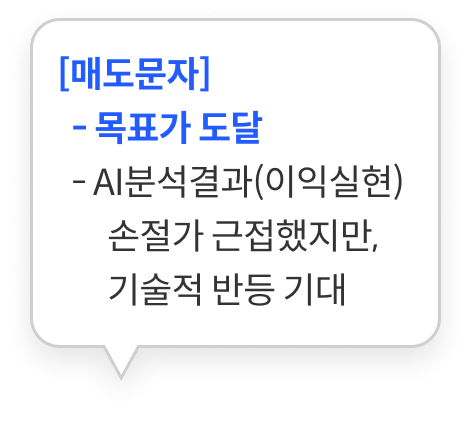 [매도문자]
- 목표가 도달
- AI분석결과(이익실현)
손절가 근접했지만,
기술적 반등 기대